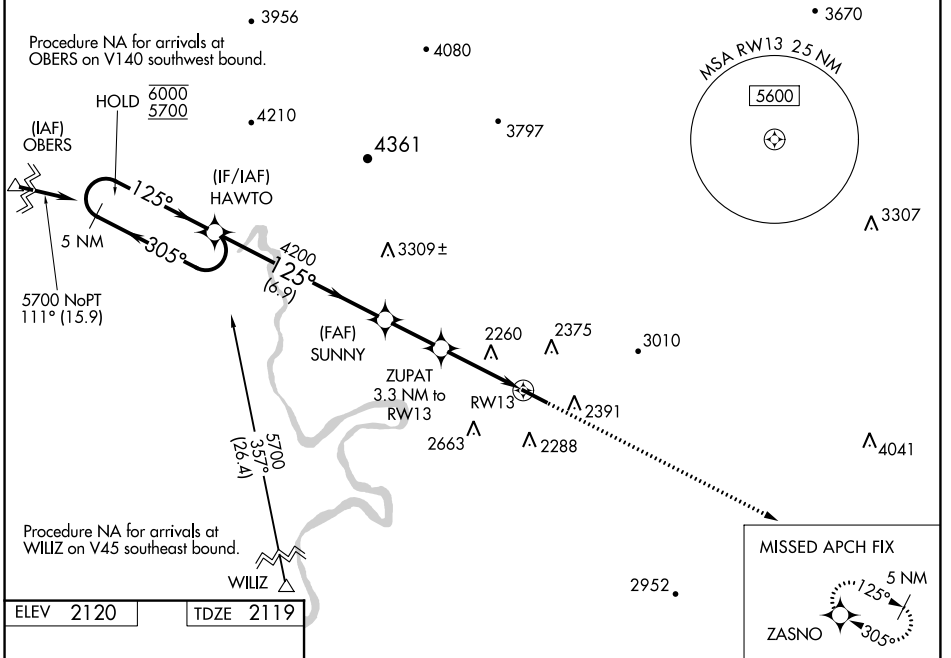 3956
3670
Procedure NA for arrivals at
OBERS on V140 southwest bound.
4080
MSA RW13 25 NM
5600
HOLD 6000
5700
4210
3797
(IAF)
OBERS
4361
(IF/IAF)
HAWTO
125°
5 NM
305°
3307
3309±
4200
125°
(6.9)
5700 NoPT
111° (15.9)
(FAF)
SUNNY
2260
2375
3010
ZUPAT
3.3 NM to
RW13
RW13
2391
2663
2288
4041
5700
357°
(26.4)
Procedure NA for arrivals at
WILIZ on V45 southeast bound.
WILIZ
2952
MISSED APCH FIX
5 NM
125°
305°
ZASNO
ELEV 2120
TDZE 2119